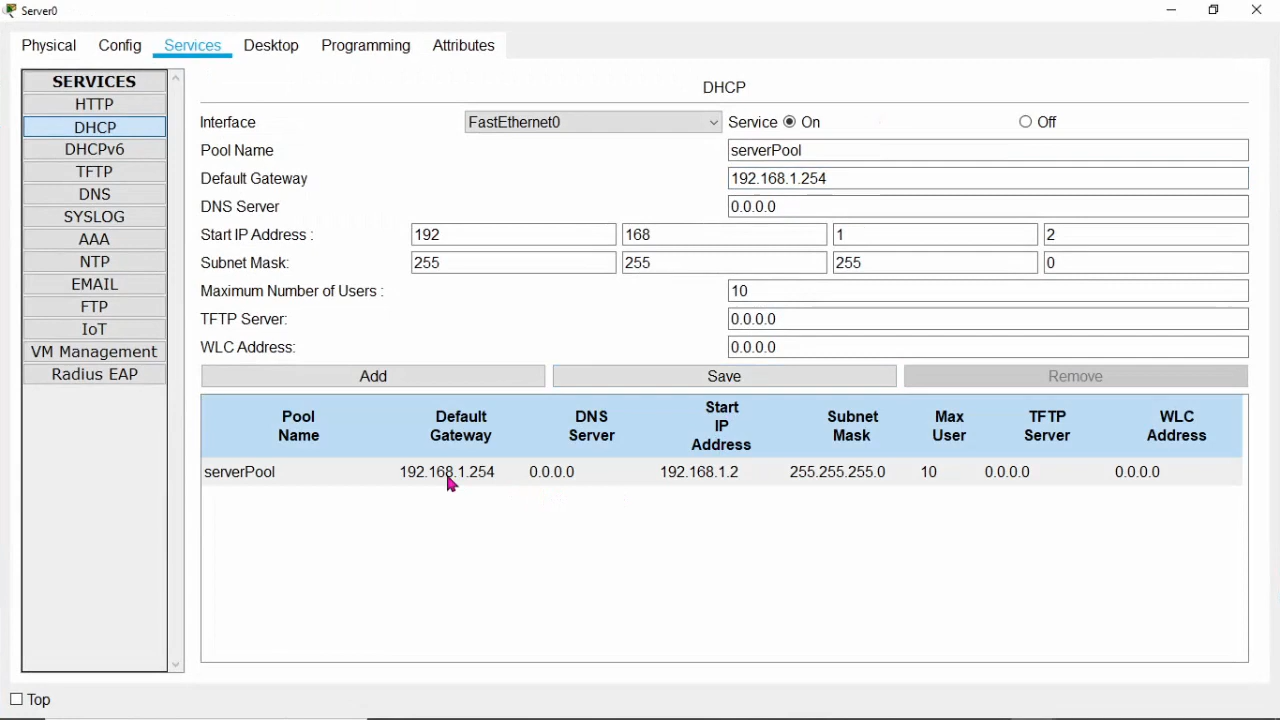 Server0
Physical Config Services Desktop Programming Attributes
SERVICES
HTTP
DHCP
DHCPv6
TFTP
DNS
SYSLOG
AAA
NTP
EMAIL
FTP
IoT
VM Management
Radius EAP
DHCP
Interface FastEthernet0 Service On Off
Pool Name serverPool
Default Gateway 192.168.1.254
DNS Server 0.0.0.0
Start IP Address : 192 168 1 2
Subnet Mask: 255 255 255 0
Maximum Number of Users : 10
TFTP Server: 0.0.0.0
WLC Address: 0.0.0.0
Add Save Remove
Pool Name Default Gateway DNS Server Start IP Address Subnet Mask Max User TFTP Server WLC Address
serverPool 192.168.1.254 0.0.0.0 192.168.1.2 255.255.255.0 10 0.0.0.0 0.0.0.0
Top